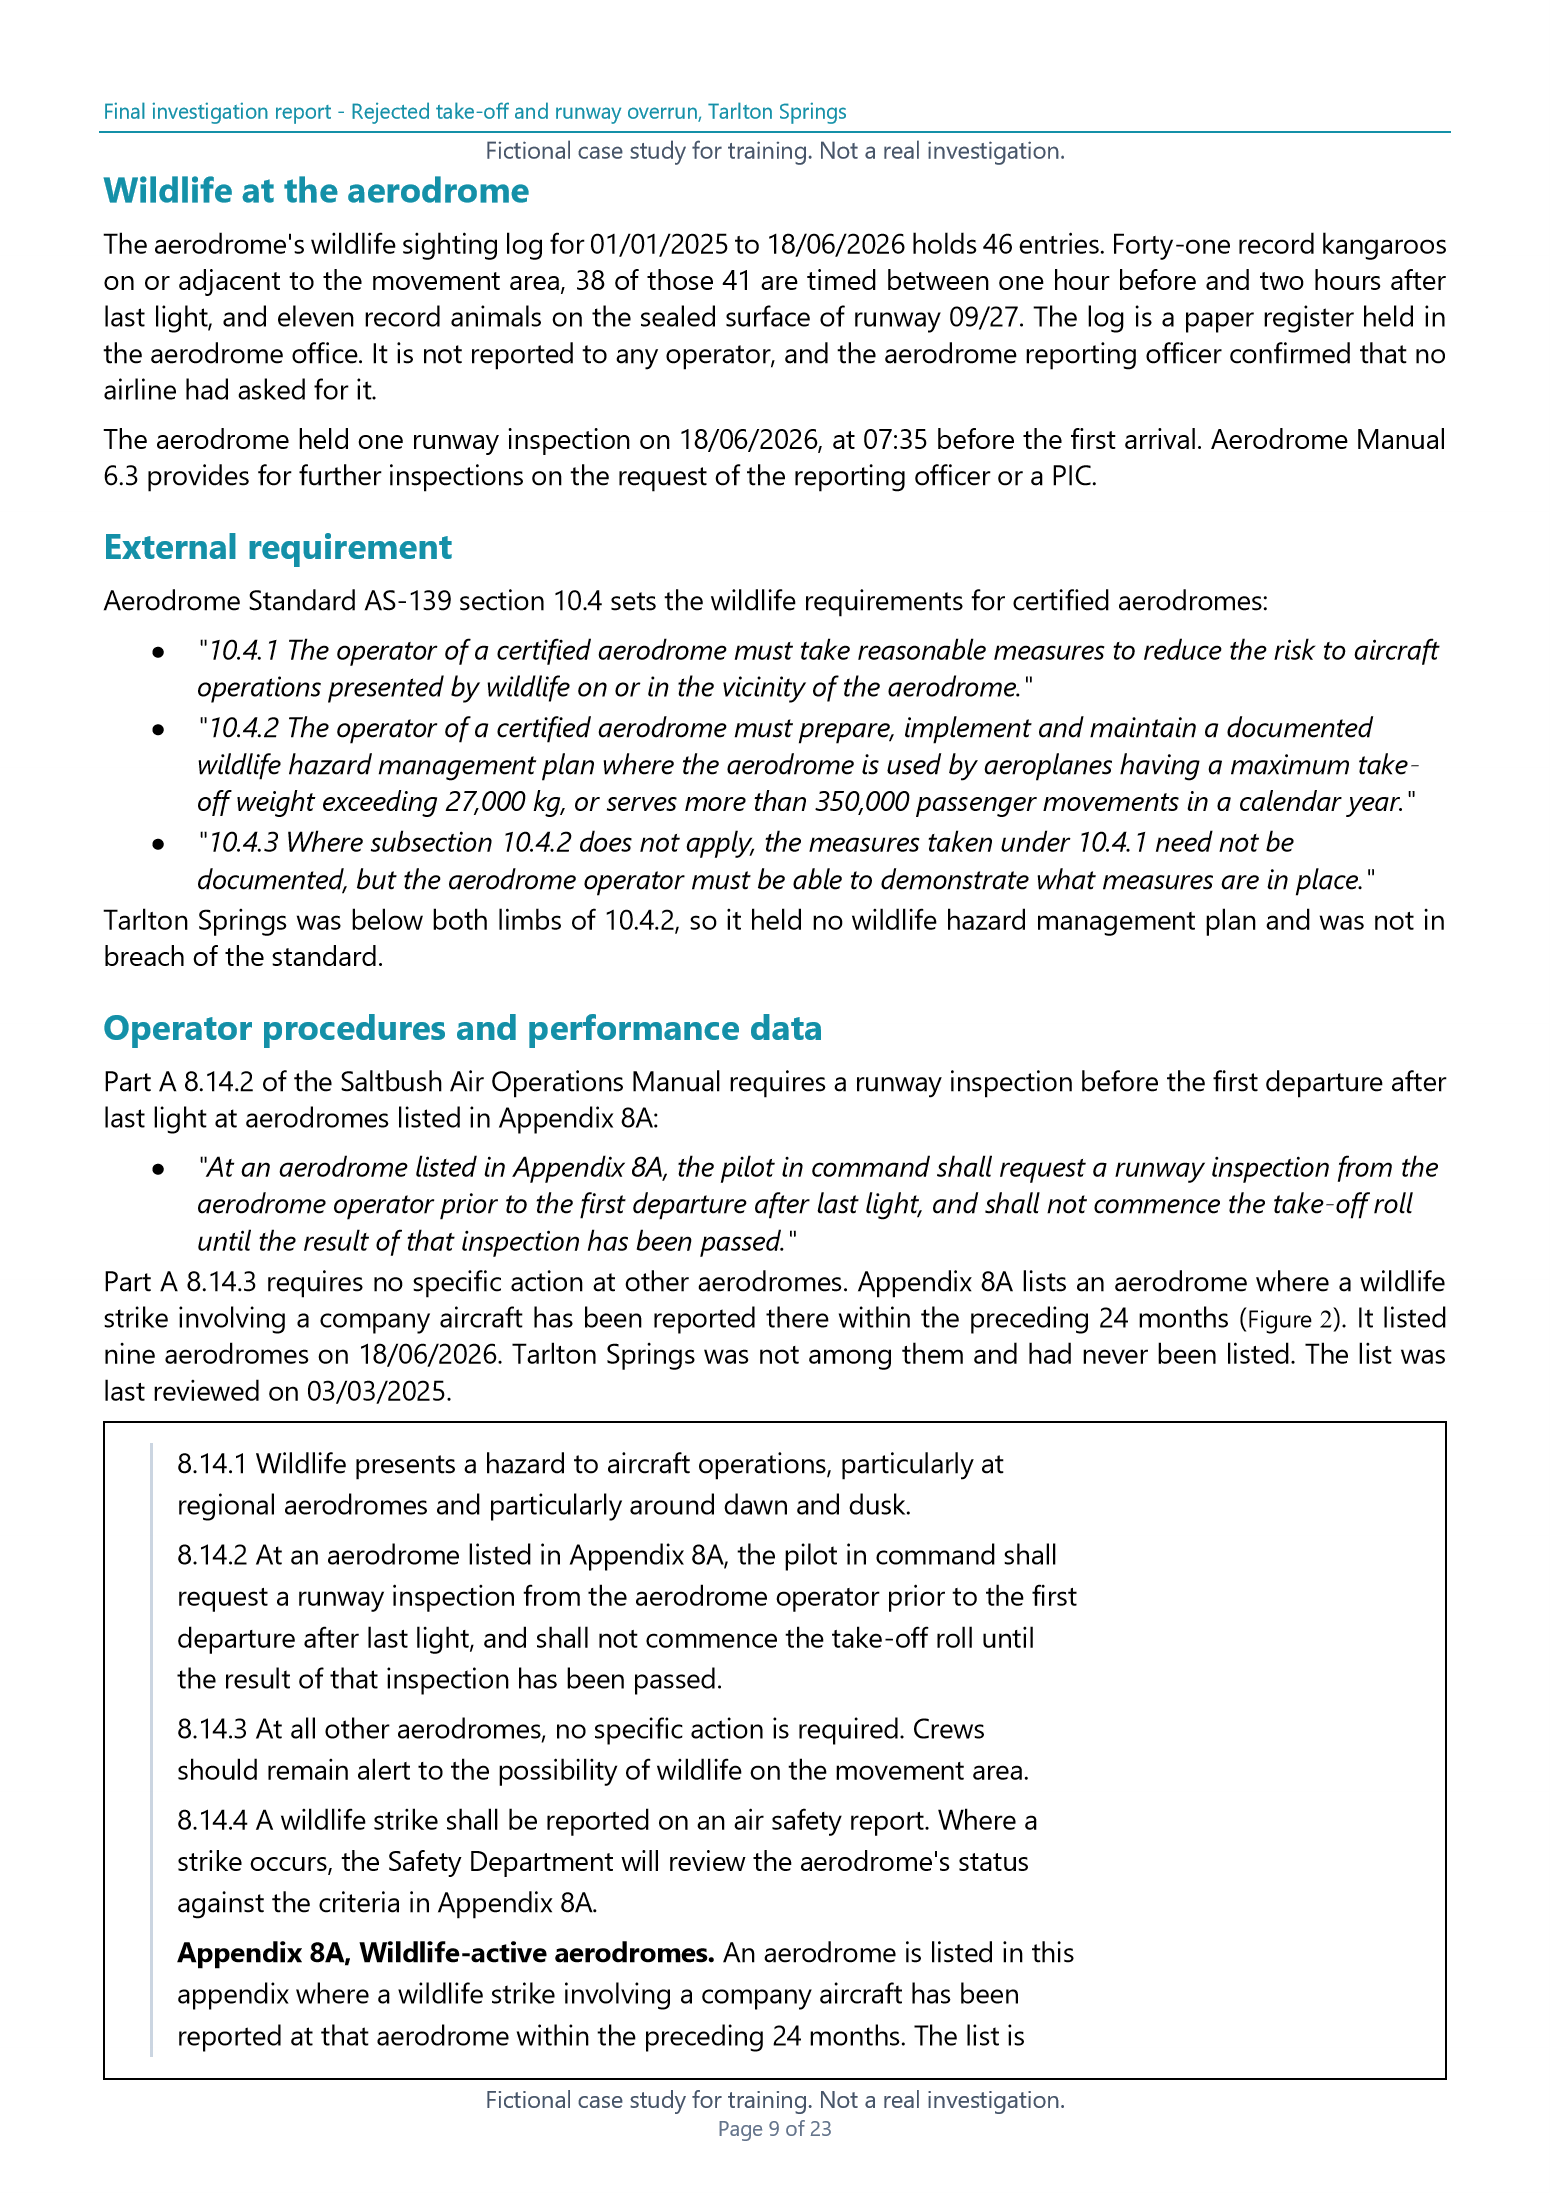 Final investigation report - Rejected take-off and runway overrun, Tarlton Springs
Fictional case study for training. Not a real investigation.
Wildlife at the aerodrome
The aerodrome's wildlife sighting log for 01/01/2025 to 18/06/2026 holds 46 entries. Forty-one record kangaroos
on or adjacent to the movement area, 38 of those 41 are timed between one hour before and two hours after
last light, and eleven record animals on the sealed surface of runway 09/27. The log is a paper register held in
the aerodrome office. It is not reported to any operator, and the aerodrome reporting officer confirmed that no
airline had asked for it.
The aerodrome held one runway inspection on 18/06/2026, at 07:35 before the first arrival. Aerodrome Manual
6.3 provides for further inspections on the request of the reporting officer or a PIC.
External requirement
Aerodrome Standard AS-139 section 10.4 sets the wildlife requirements for certified aerodromes:
● "10.4.1 The operator of a certified aerodrome must take reasonable measures to reduce the risk to aircraft
operations presented by wildlife on or in the vicinity of the aerodrome."
● "10.4.2 The operator of a certified aerodrome must prepare, implement and maintain a documented
wildlife hazard management plan where the aerodrome is used by aeroplanes having a maximum take-
off weight exceeding 27,000 kg, or serves more than 350,000 passenger movements in a calendar year."
● "10.4.3 Where subsection 10.4.2 does not apply, the measures taken under 10.4.1 need not be
documented, but the aerodrome operator must be able to demonstrate what measures are in place."
Tarlton Springs was below both limbs of 10.4.2, so it held no wildlife hazard management plan and was not in
breach of the standard.
Operator procedures and performance data
Part A 8.14.2 of the Saltbush Air Operations Manual requires a runway inspection before the first departure after
last light at aerodromes listed in Appendix 8A:
● "At an aerodrome listed in Appendix 8A, the pilot in command shall request a runway inspection from the
aerodrome operator prior to the first departure after last light, and shall not commence the take-off roll
until the result of that inspection has been passed."
Part A 8.14.3 requires no specific action at other aerodromes. Appendix 8A lists an aerodrome where a wildlife
strike involving a company aircraft has been reported there within the preceding 24 months (Figure 2). It listed
nine aerodromes on 18/06/2026. Tarlton Springs was not among them and had never been listed. The list was
last reviewed on 03/03/2025.
8.14.1 Wildlife presents a hazard to aircraft operations, particularly at
regional aerodromes and particularly around dawn and dusk.
8.14.2 At an aerodrome listed in Appendix 8A, the pilot in command shall
request a runway inspection from the aerodrome operator prior to the first
departure after last light, and shall not commence the take-off roll until
the result of that inspection has been passed.
8.14.3 At all other aerodromes, no specific action is required. Crews
should remain alert to the possibility of wildlife on the movement area.
8.14.4 A wildlife strike shall be reported on an air safety report. Where a
strike occurs, the Safety Department will review the aerodrome's status
against the criteria in Appendix 8A.
Appendix 8A, Wildlife-active aerodromes. An aerodrome is listed in this
appendix where a wildlife strike involving a company aircraft has been
reported at that aerodrome within the preceding 24 months. The list is
Fictional case study for training. Not a real investigation.
Page 9 of 23